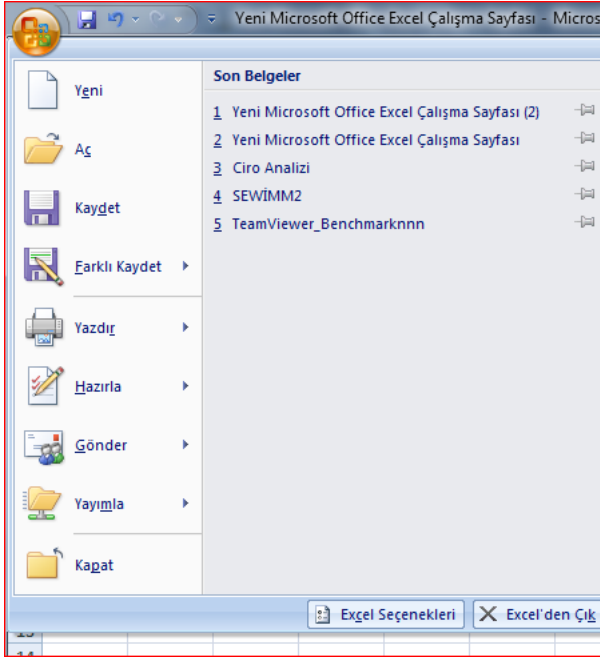 Yeni Microsoft Office Excel Çalışma Sayfası - Micros
Yeni
Aç
Kaydet
Farklı Kaydet
Yazdır
Hazırla
Gönder
Yayımla
Kapat
Son Belgeler
1 Yeni Microsoft Office Excel Çalışma Sayfası (2)
2 Yeni Microsoft Office Excel Çalışma Sayfası
3 Ciro Analizi
4 SEWİMM2
5 TeamViewer_Benchmarknnn
Excel Seçenekleri
Excel'den Çık